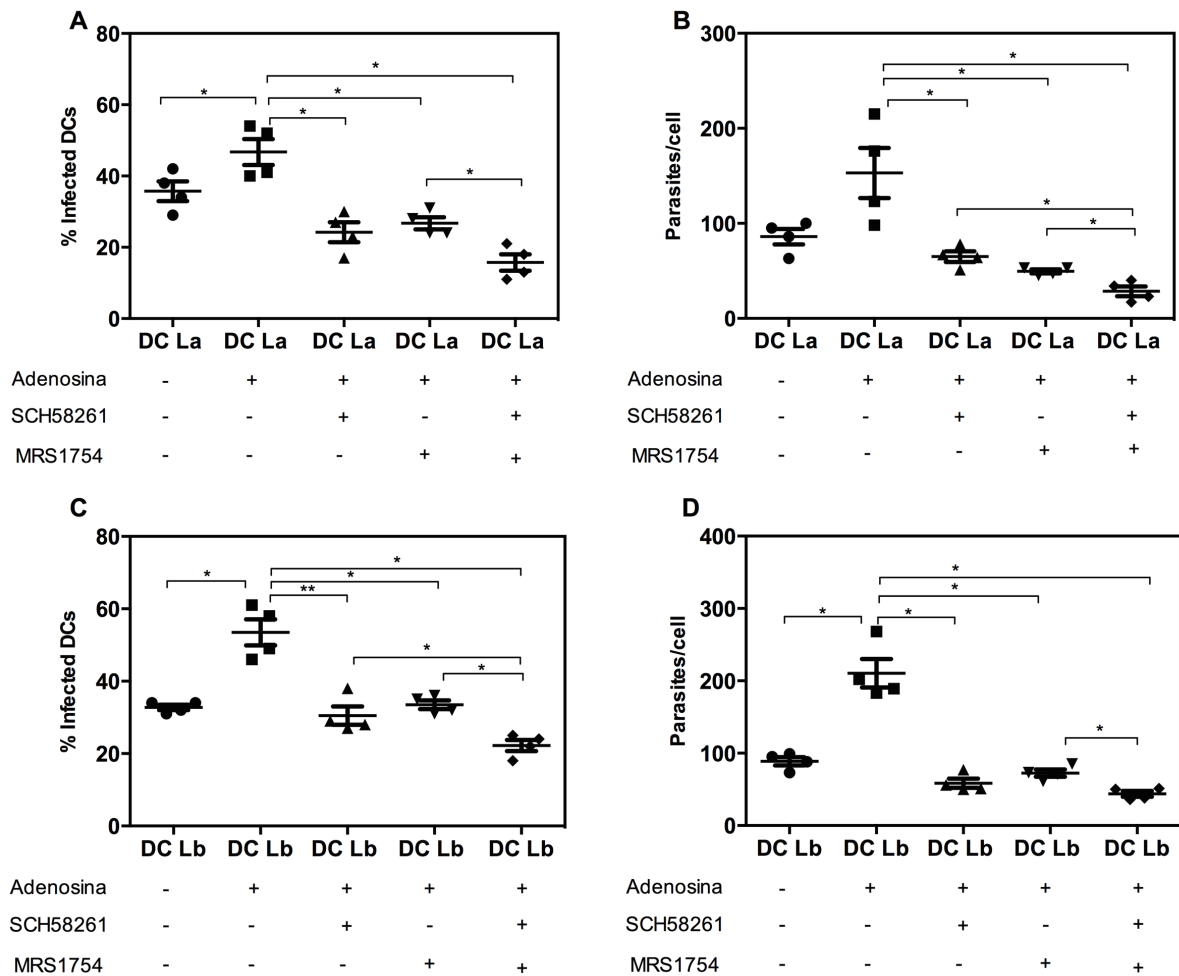 A
% Infected DCs
80
60
40
20
0
* * * * *
DC La DC La DC La DC La DC La
Adenosina - + + + +
SCH58261 - - + - +
MRS1754 - - - + +
B
Parasites/cell
300
200
100
0
* * * * *
DC La DC La DC La DC La DC La
Adenosina - + + + +
SCH58261 - - + - +
MRS1754 - - - + +
C
% Infected DCs
80
60
40
20
0
* * * ** * *
DC Lb DC Lb DC Lb DC Lb DC Lb
Adenosina - + + + +
SCH58261 - - + - +
MRS1754 - - - + +
D
Parasites/cell
400
300
200
100
0
* * * * *
DC Lb DC Lb DC Lb DC Lb DC Lb
Adenosina - + + + +
SCH58261 - - + - +
MRS1754 - - - + +